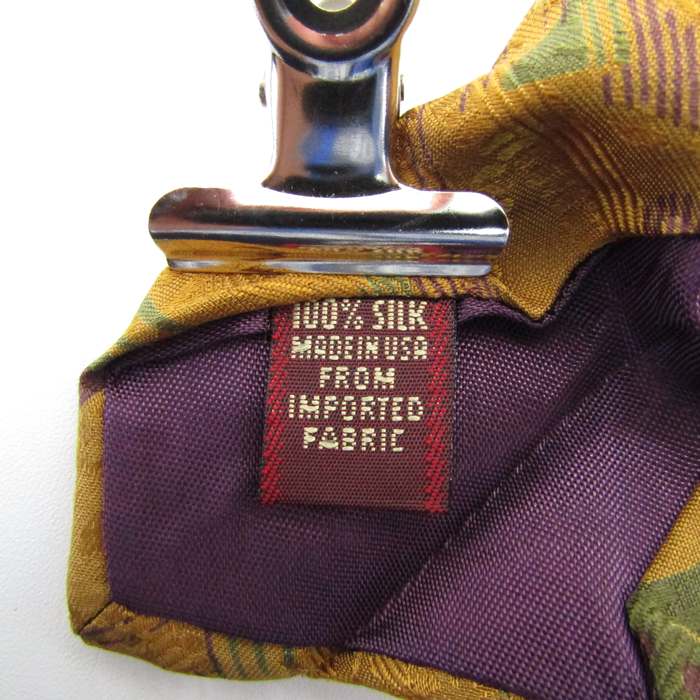 100% SILK
MADE IN USA
FROM
IMPORTED
FABRIC